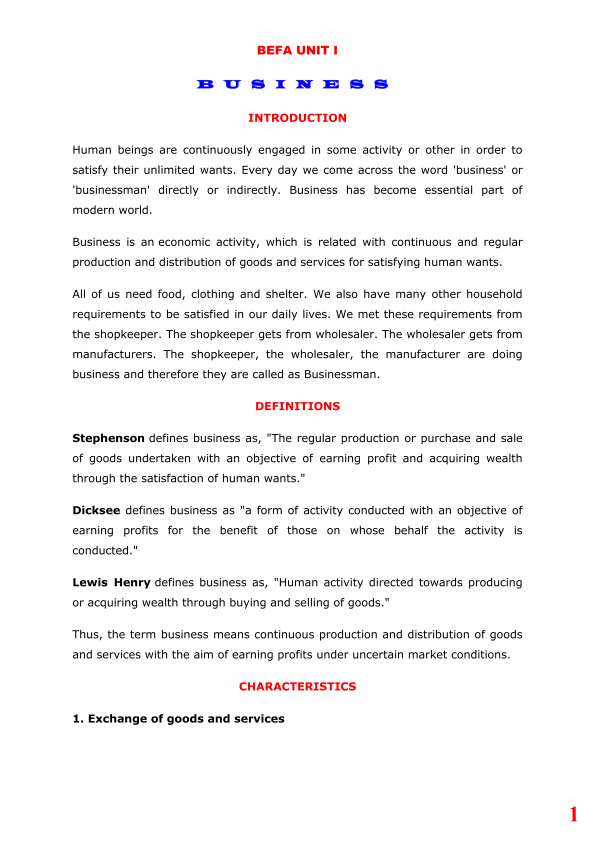 BEFA UNIT I
B U S I N E S S
INTRODUCTION
Human beings are continuously engaged in some activity or other in order to
satisfy their unlimited wants. Every day we come across the word 'business' or
'businessman' directly or indirectly. Business has become essential part of
modern world.
Business is an economic activity, which is related with continuous and regular
production and distribution of goods and services for satisfying human wants.
All of us need food, clothing and shelter. We also have many other household
requirements to be satisfied in our daily lives. We met these requirements from
the shopkeeper. The shopkeeper gets from wholesaler. The wholesaler gets from
manufacturers. The shopkeeper, the wholesaler, the manufacturer are doing
business and therefore they are called as Businessman.
DEFINITIONS
Stephenson defines business as, "The regular production or purchase and sale
of goods undertaken with an objective of earning profit and acquiring wealth
through the satisfaction of human wants."
Dicksee defines business as "a form of activity conducted with an objective of
earning profits for the benefit of those on whose behalf the activity is
conducted."
Lewis Henry defines business as, "Human activity directed towards producing
or acquiring wealth through buying and selling of goods."
Thus, the term business means continuous production and distribution of goods
and services with the aim of earning profits under uncertain market conditions.
CHARACTERISTICS
1. Exchange of goods and services
1